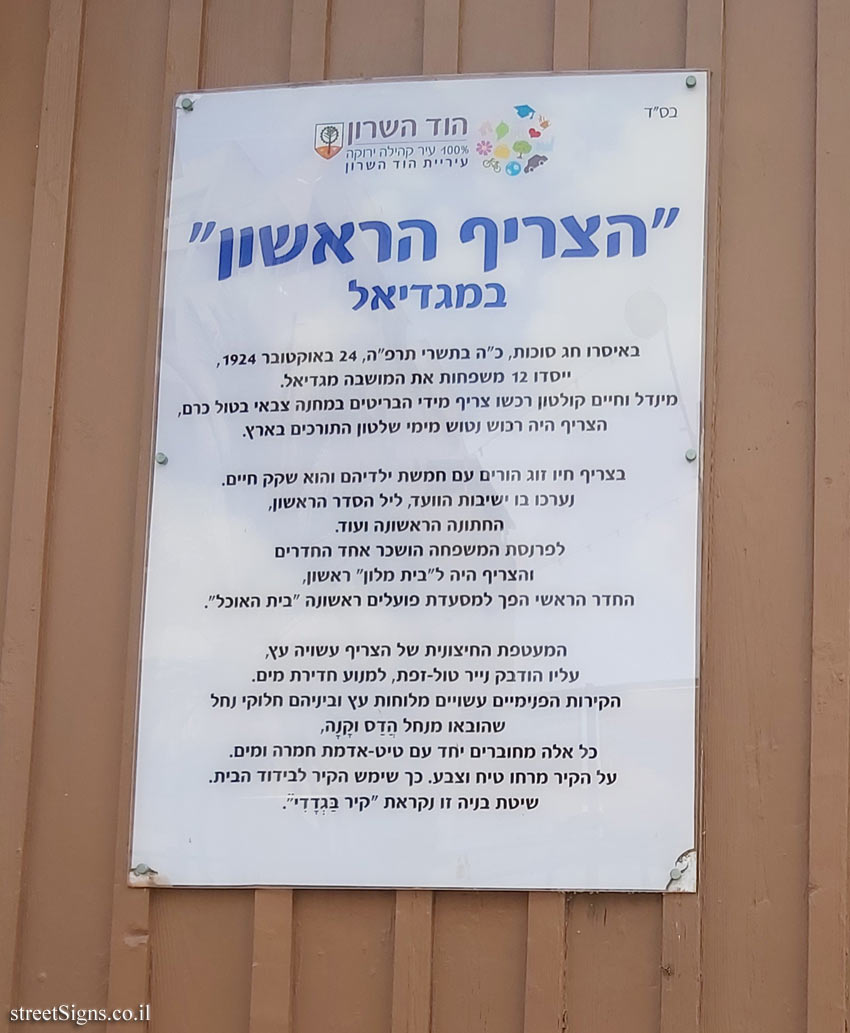 בס"ד
הוד השרון
100% עיר קהילה ירוקה
עיריית הוד השרון
"הצריף הראשון"
במגדיאל
באיסרו חג סוכות, כ"ה בתשרי תרפ"ה, 24 באוקטובר 1924,
ייסדו 12 משפחות את המושבה מגדיאל.
מינדל וחיים קולטון רכשו צריף מידי הבריטים במחנה צבאי בטול כרם,
הצריף היה רכוש נטוש מימי שלטון התורכים בארץ.
בצריף חיו זוג הורים עם חמשת ילדיהם והוא שקק חיים.
נערכו בו ישיבות הוועד, ליל הסדר הראשון,
החתונה הראשונה ועוד.
לפרנסת המשפחה הושכר אחד החדרים
והצריף היה ל"בית מלון" ראשון,
החדר הראשי הפך למסעדת פועלים ראשונה "בית האוכל".
המעטפת החיצונית של הצריף עשויה עץ,
עליו הודבק נייר טול-זפת, למנוע חדירת מים.
הקירות הפנימיים עשויים מלוחות עץ וביניהם חלוקי נחל
שהובאו מנחל הֲדַס וקָנָה,
כל אלה מחוברים יחד עם טיט-אדמת חמרה ומים.
על הקיר מרחו טיח וצבע. כך שימש הקיר לבידוד הבית.
שיטת בניה זו נקראת "קיר בַּגְדָדִי".
streetSigns.co.il